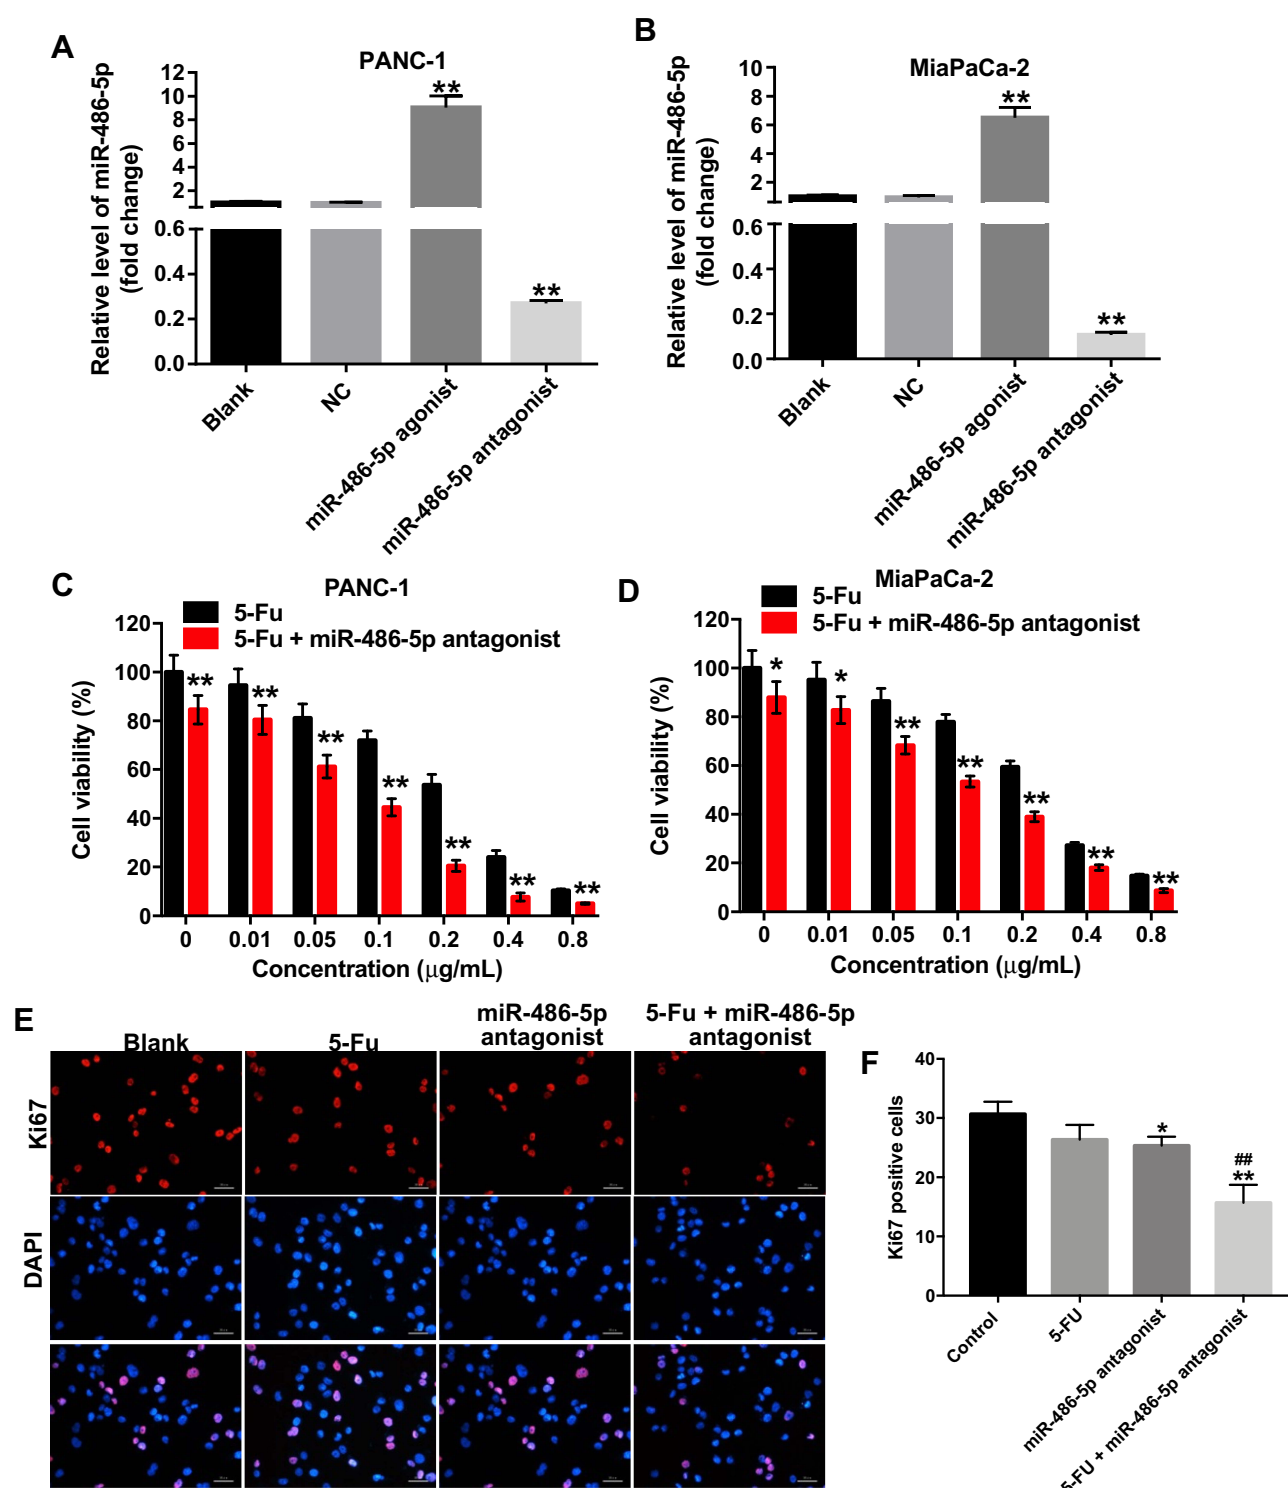 A
PANC-1
Relative level of miR-486-5p
(fold change)
12
10
8
6
4
2
0.6
0.4
0.2
0.0
**
**
Blank
NC
miR-486-5p agonist
miR-486-5p antagonist
B
MiaPaCa-2
Relative level of miR-486-5p
(fold change)
10
8
6
4
2
0.6
0.4
0.2
0.0
**
**
Blank
NC
miR-486-5p agonist
miR-486-5p antagonist
C
PANC-1
5-Fu
5-Fu + miR-486-5p antagonist
Cell viability (%)
120
100
80
60
40
20
0
**
**
**
**
**
**
**
0 0.01 0.05 0.1 0.2 0.4 0.8
Concentration (μg/mL)
D
MiaPaCa-2
5-Fu
5-Fu + miR-486-5p antagonist
Cell viability (%)
120
100
80
60
40
20
0
*
*
**
**
**
**
**
0 0.01 0.05 0.1 0.2 0.4 0.8
Concentration (μg/mL)
E
Blank
5-Fu
miR-486-5p
antagonist
5-Fu + miR-486-5p
antagonist
Ki67
DAPI
F
Ki67 positive cells
40
30
20
10
0
*
##
**
Control
5-FU
miR-486-5p antagonist
5-FU + miR-486-5p antagonist